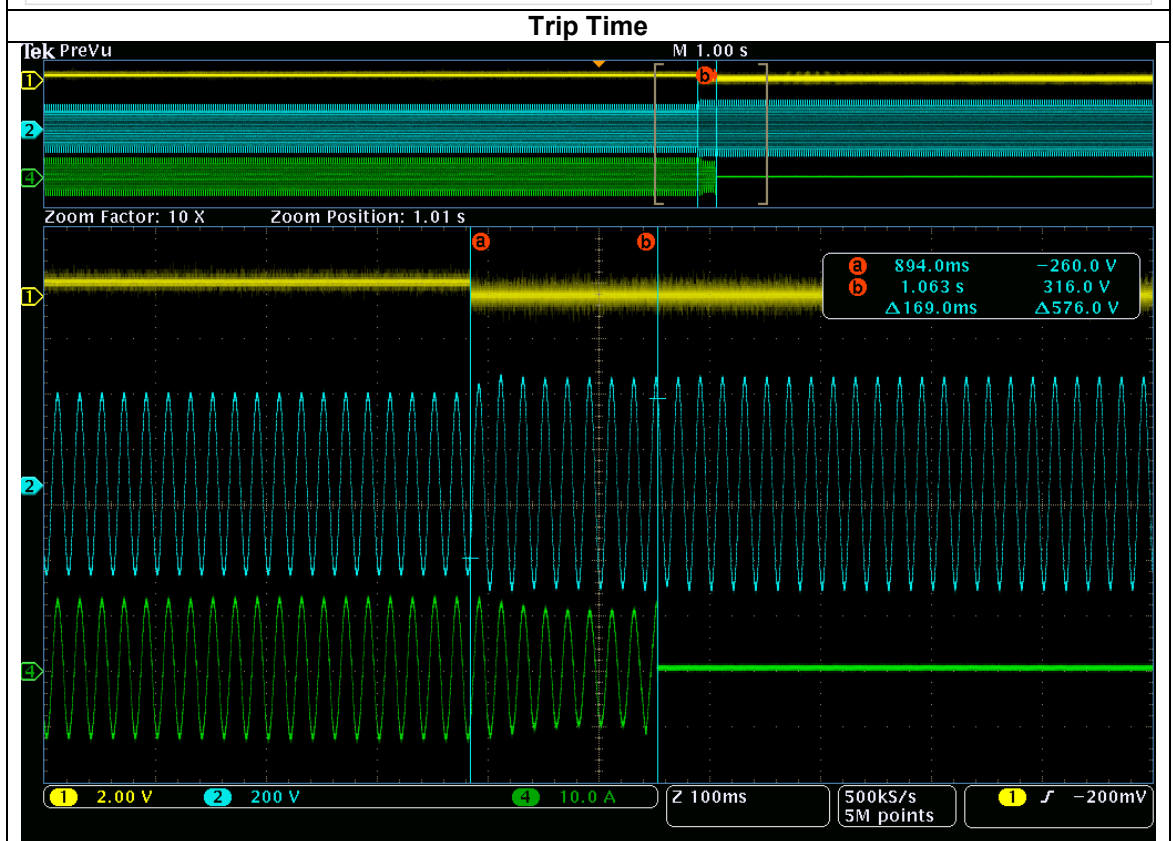 Trip Time
Tek PreVu M 1.00 s
1
b
2
4
Zoom Factor: 10 X Zoom Position: 1.01 s
a b
a 894.0ms −260.0 V
b 1.063 s 316.0 V
Δ169.0ms Δ576.0 V
1
2
4
1 2.00 V 2 200 V 4 10.0 A Z 100ms 500kS/s 1 ʃ −200mV
5M points